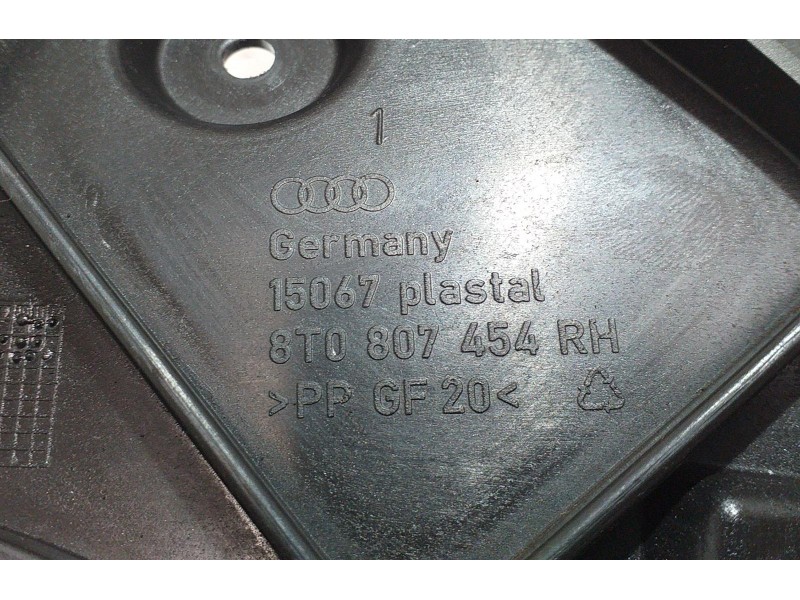 1
Germany
15067 plastal
8T0 807 454 RH
>PP GF 20<